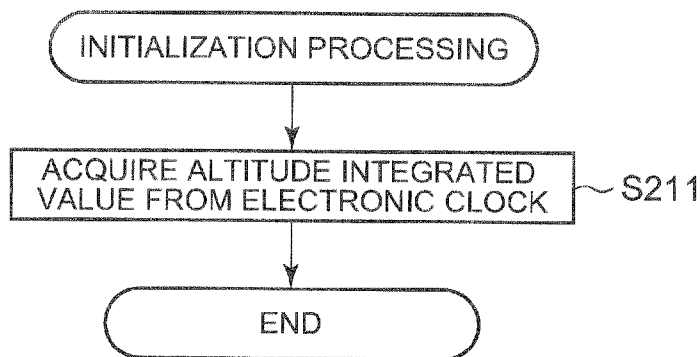 INITIALIZATION PROCESSING
ACQUIRE ALTITUDE INTEGRATED
VALUE FROM ELECTRONIC CLOCK
S211
END